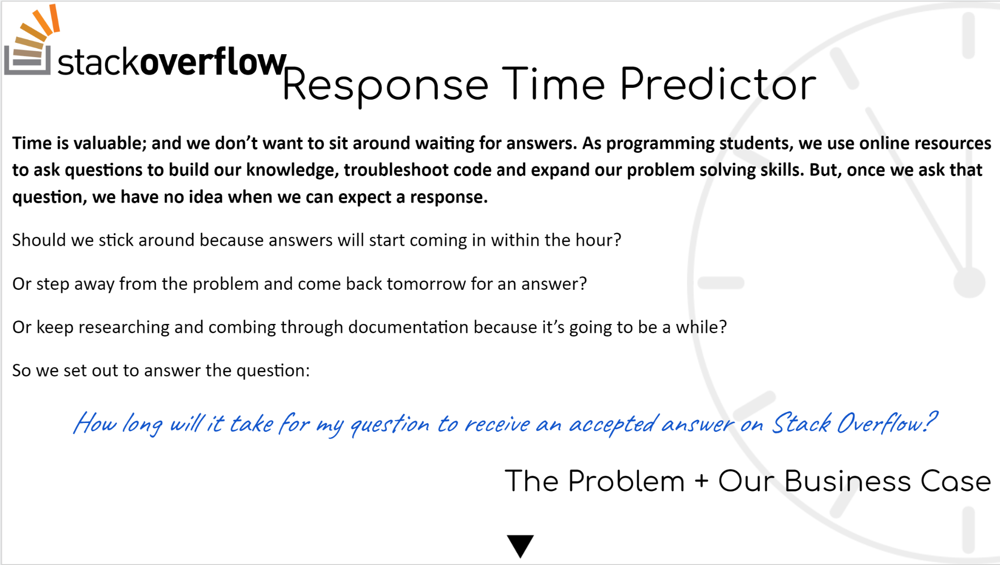 stackoverflow
Response Time Predictor
Time is valuable; and we don’t want to sit around waiting for answers. As programming students, we use online resources
to ask questions to build our knowledge, troubleshoot code and expand our problem solving skills. But, once we ask that
question, we have no idea when we can expect a response.
Should we stick around because answers will start coming in within the hour?
Or step away from the problem and come back tomorrow for an answer?
Or keep researching and combing through documentation because it’s going to be a while?
So we set out to answer the question:
How long will it take for my question to receive an accepted answer on Stack Overflow?
The Problem + Our Business Case